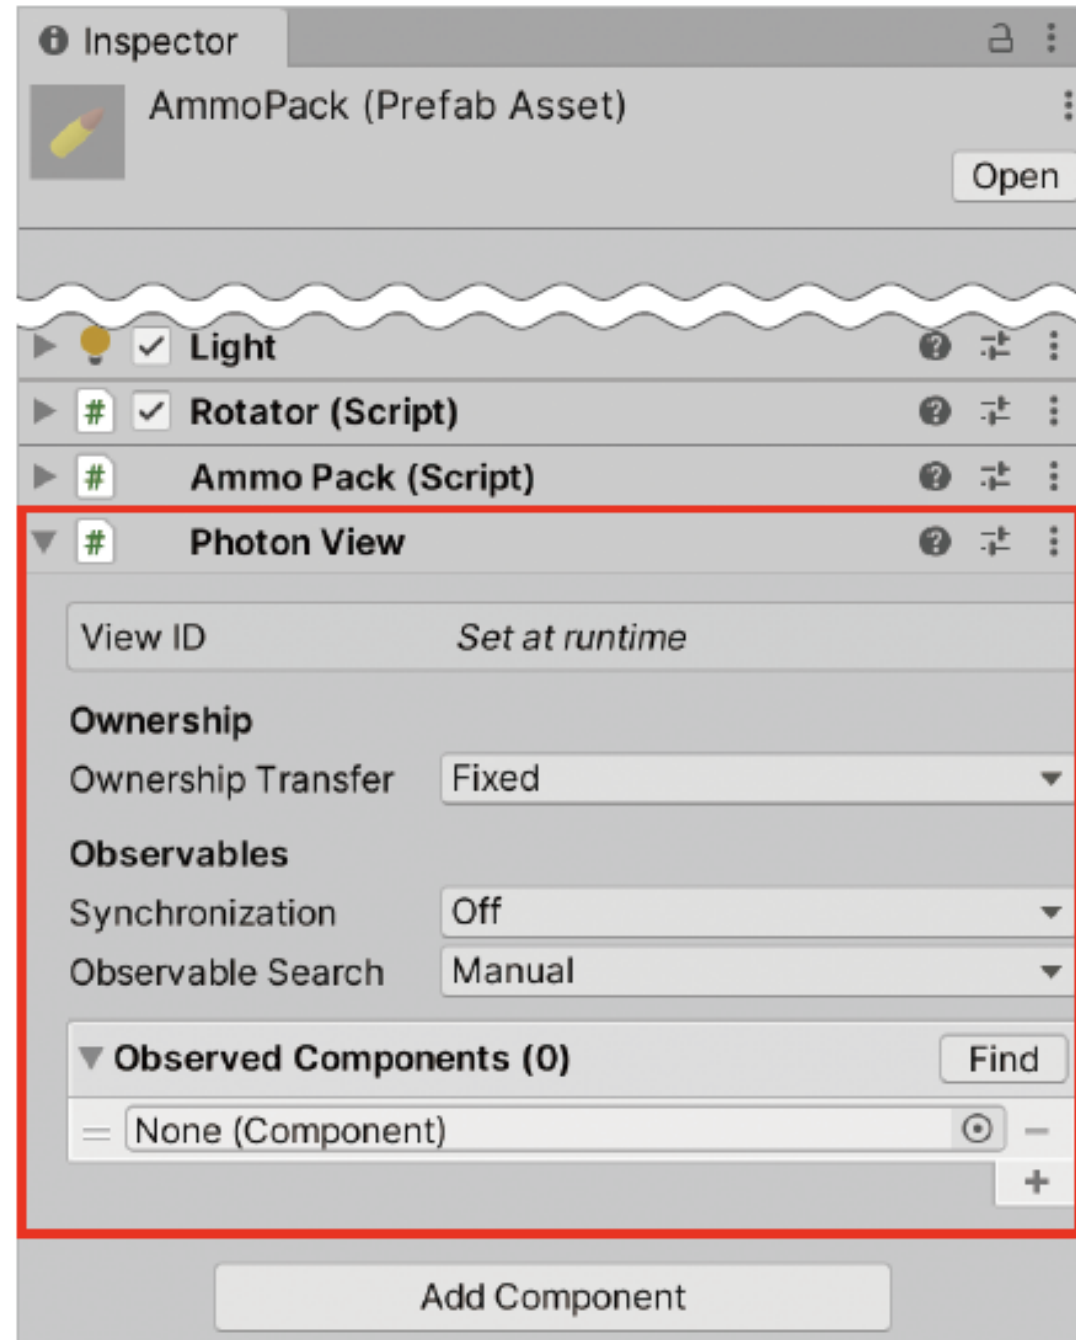 Inspector
AmmoPack (Prefab Asset)
Open
Light
# Rotator (Script)
# Ammo Pack (Script)
# Photon View
View ID Set at runtime
Ownership
Ownership Transfer Fixed
Observables
Synchronization Off
Observable Search Manual
Observed Components (0) Find
None (Component)
Add Component